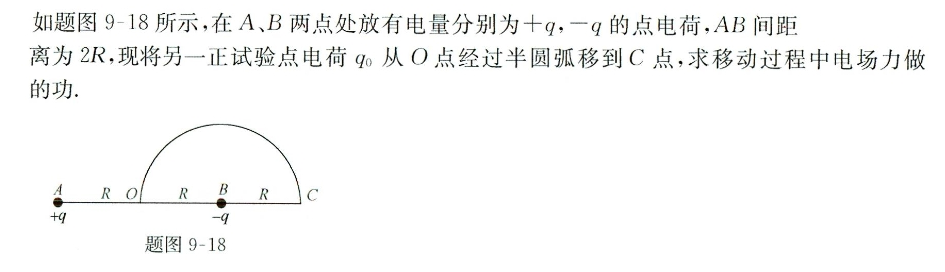 如题图 9-18 所示,在 A、B 两点处放有电量分别为+q,-q 的点电荷,AB 间距
离为 2R,现将另一正试验点电荷 q₀ 从 O 点经过半圆弧移到 C 点,求移动过程中电场力做
的功.
A R O R B R C
+q -q
题图 9-18